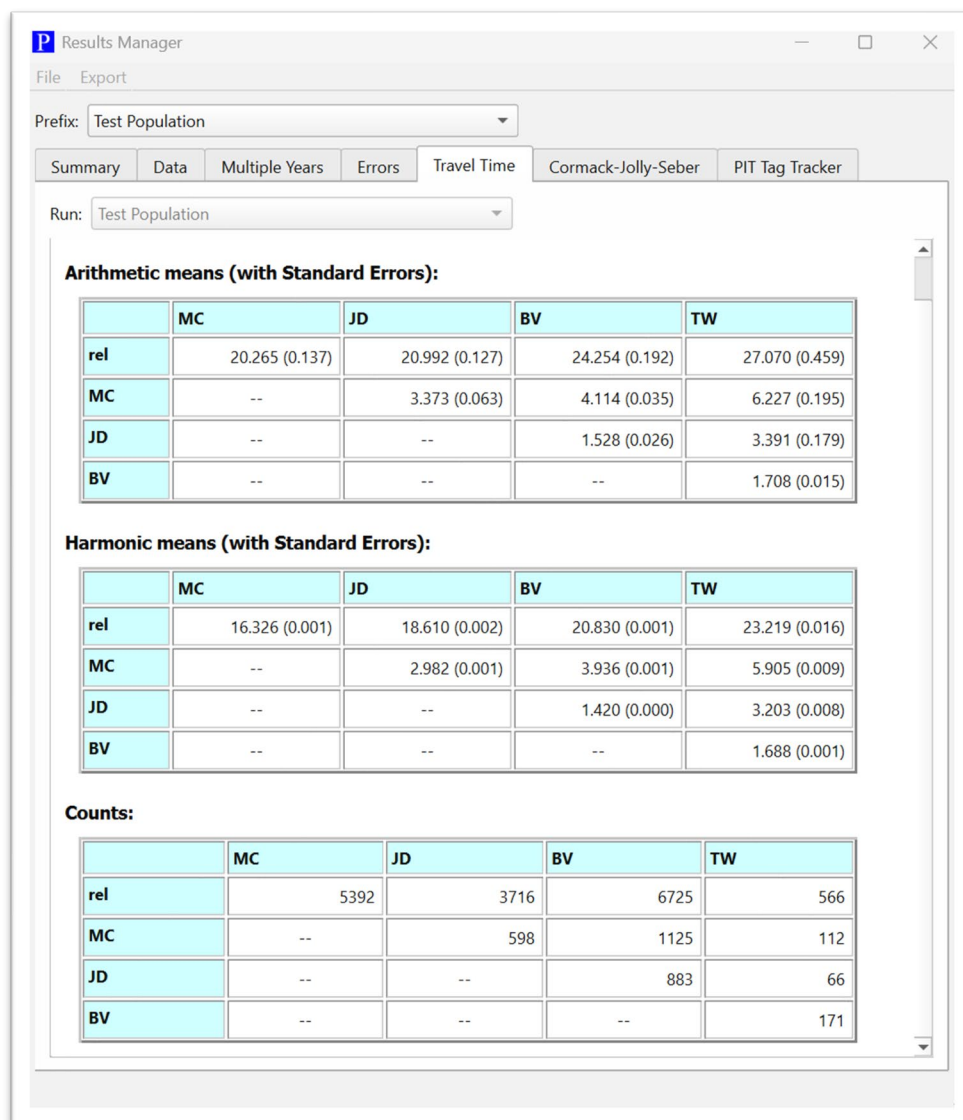 P Results Manager
File Export
Prefix: Test Population
Summary Data Multiple Years Errors Travel Time Cormack-Jolly-Seber PIT Tag Tracker
Run: Test Population
Arithmetic means (with Standard Errors):
MC JD BV TW
rel 20.265 (0.137) 20.992 (0.127) 24.254 (0.192) 27.070 (0.459)
MC -- 3.373 (0.063) 4.114 (0.035) 6.227 (0.195)
JD -- -- 1.528 (0.026) 3.391 (0.179)
BV -- -- -- 1.708 (0.015)
Harmonic means (with Standard Errors):
MC JD BV TW
rel 16.326 (0.001) 18.610 (0.002) 20.830 (0.001) 23.219 (0.016)
MC -- 2.982 (0.001) 3.936 (0.001) 5.905 (0.009)
JD -- -- 1.420 (0.000) 3.203 (0.008)
BV -- -- -- 1.688 (0.001)
Counts:
MC JD BV TW
rel 5392 3716 6725 566
MC -- 598 1125 112
JD -- -- 883 66
BV -- -- -- 171